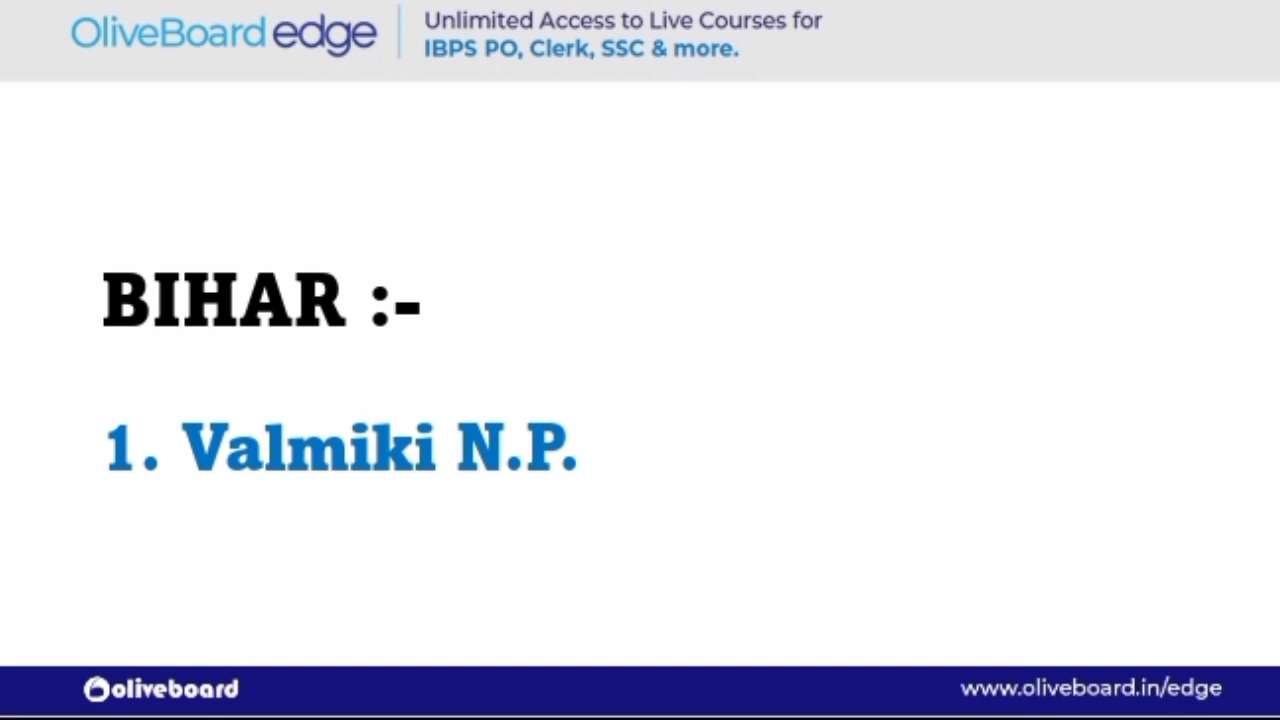 OliveBoard edge
Unlimited Access to Live Courses for
IBPS PO, Clerk, SSC & more.
BIHAR :-
1. Valmiki N.P.
oliveboard
www.oliveboard.in/edge